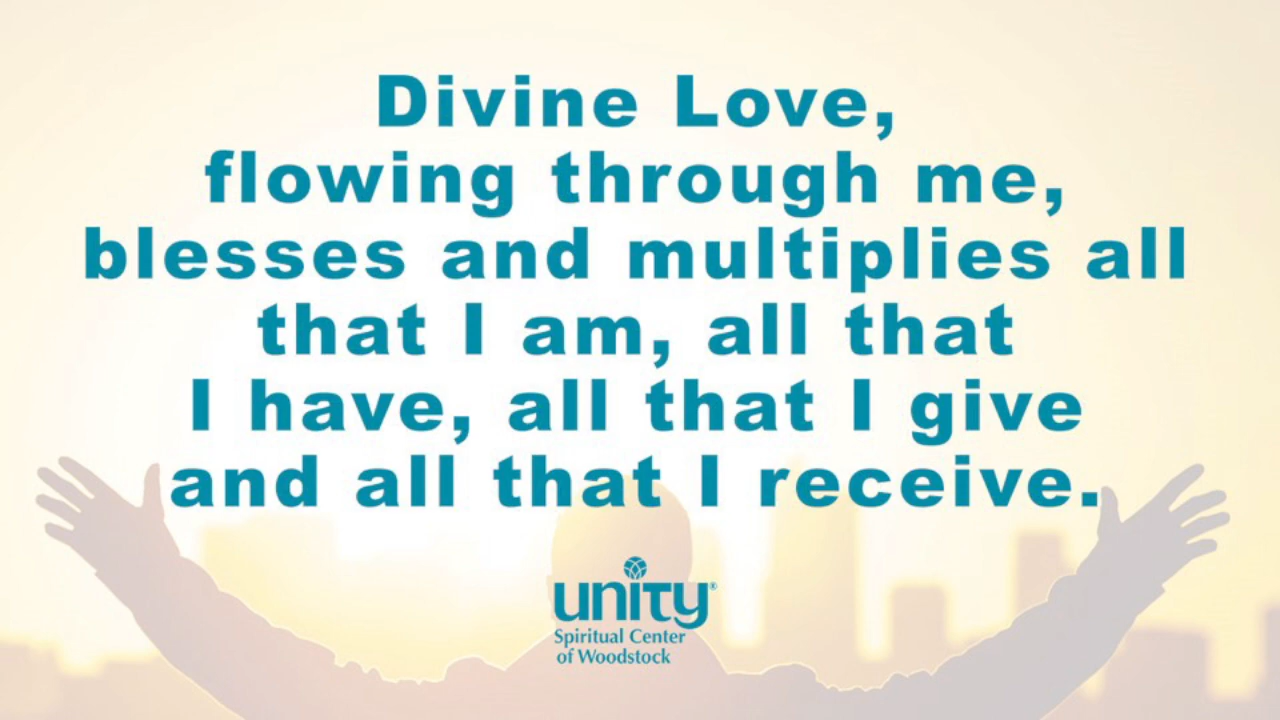 Divine Love,
flowing through me,
blesses and multiplies all
that I am, all that
I have, all that I give
and all that I receive.
unity®
Spiritual Center
of Woodstock